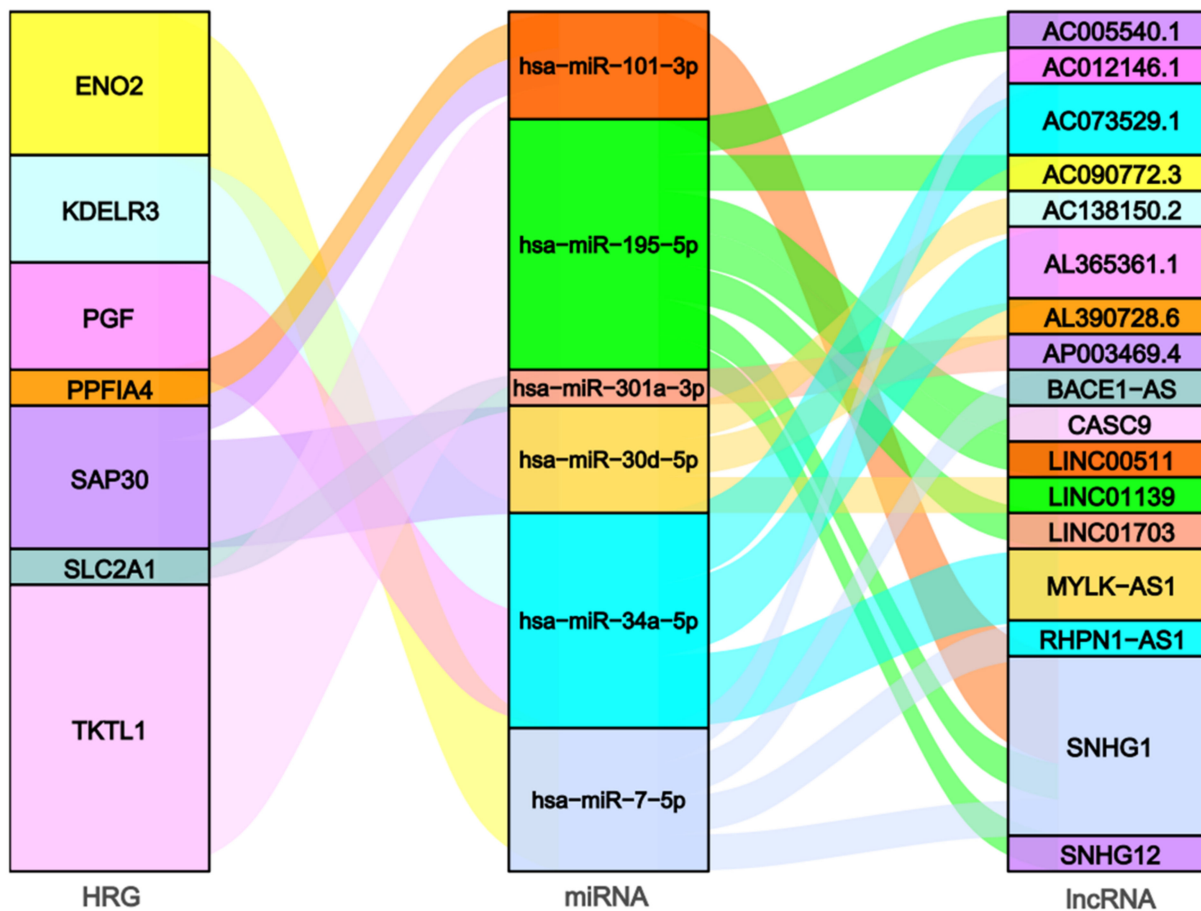 ENO2
KDELR3
PGF
PPFIA4
SAP30
SLC2A1
TKTL1
HRG
hsa-miR-101-3p
hsa-miR-195-5p
hsa-miR-301a-3p
hsa-miR-30d-5p
hsa-miR-34a-5p
hsa-miR-7-5p
miRNA
AC005540.1
AC012146.1
AC073529.1
AC090772.3
AC138150.2
AL365361.1
AL390728.6
AP003469.4
BACE1-AS
CASC9
LINC00511
LINC01139
LINC01703
MYLK-AS1
RHPN1-AS1
SNHG1
SNHG12
lncRNA